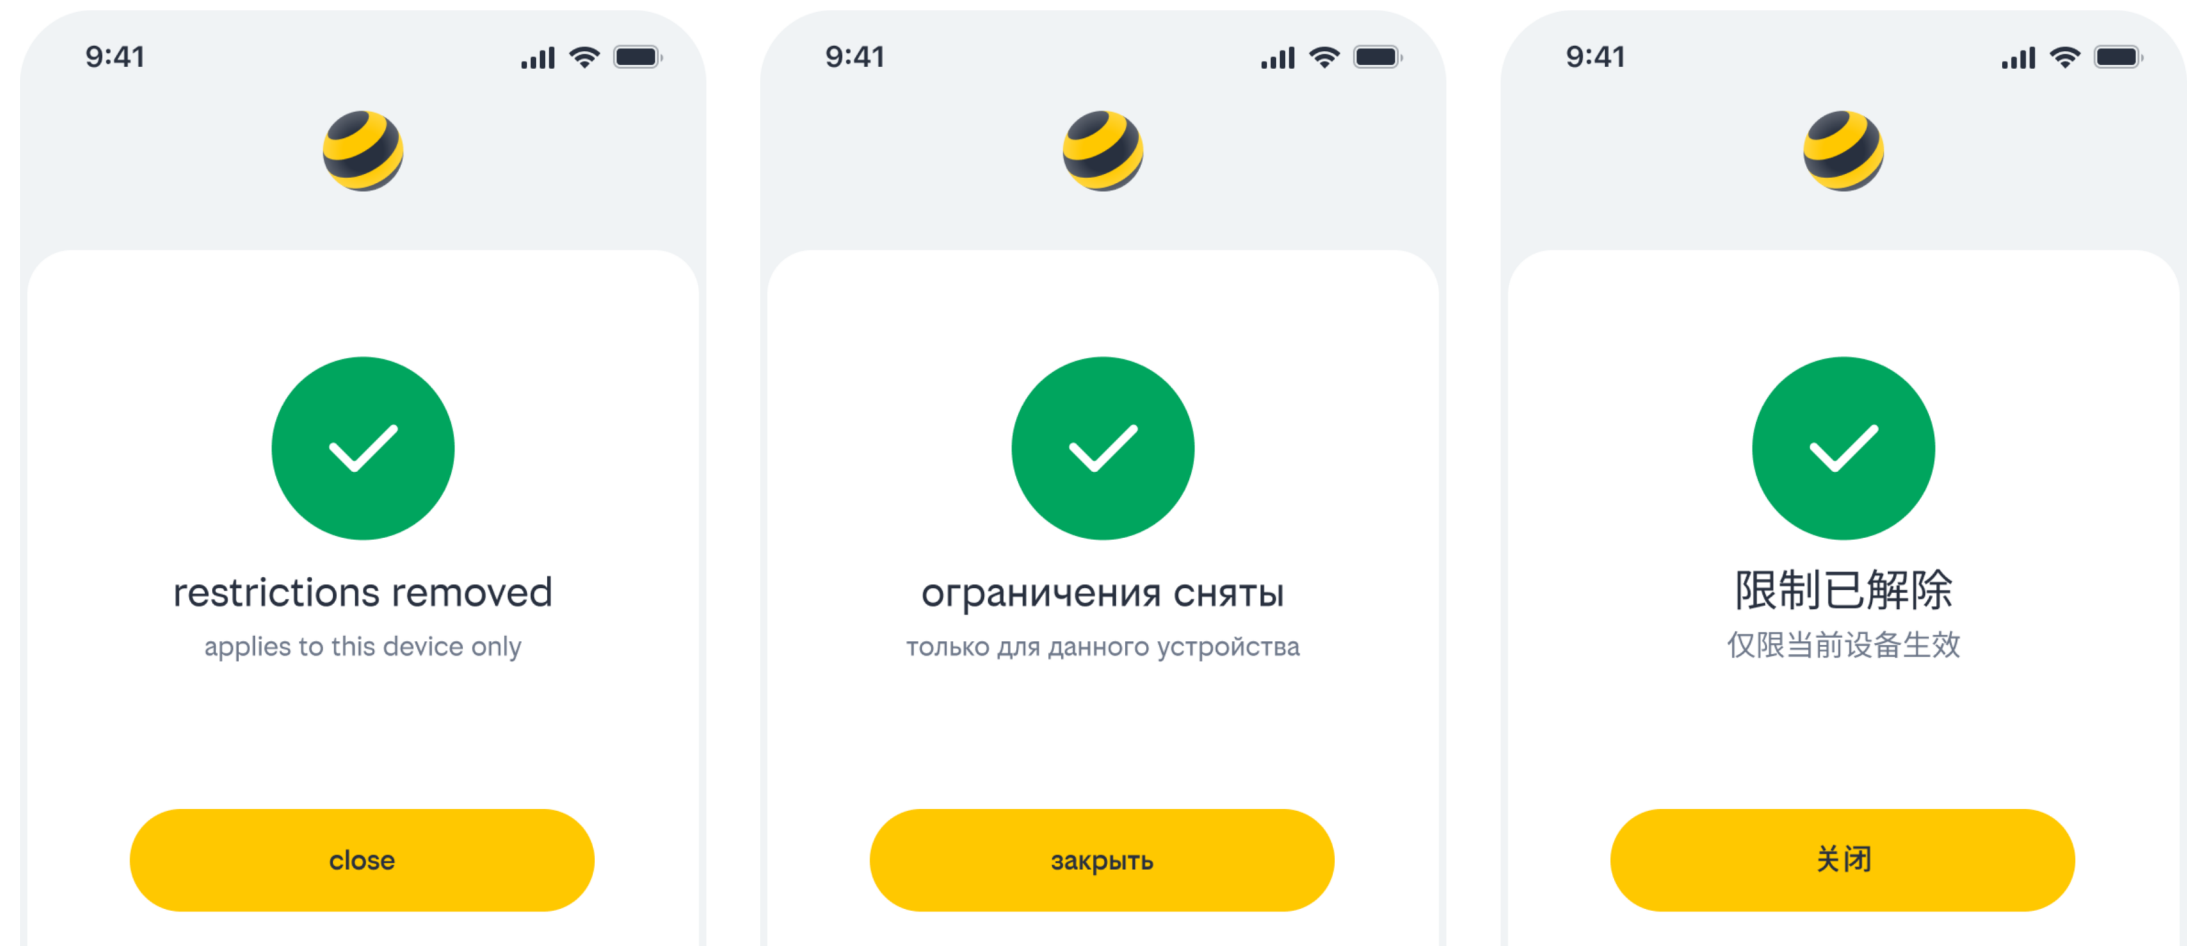 9:41
restrictions removed
applies to this device only
close
9:41
ограничения сняты
только для данного устройства
закрыть
9:41
限制已解除
仅限当前设备生效
关闭